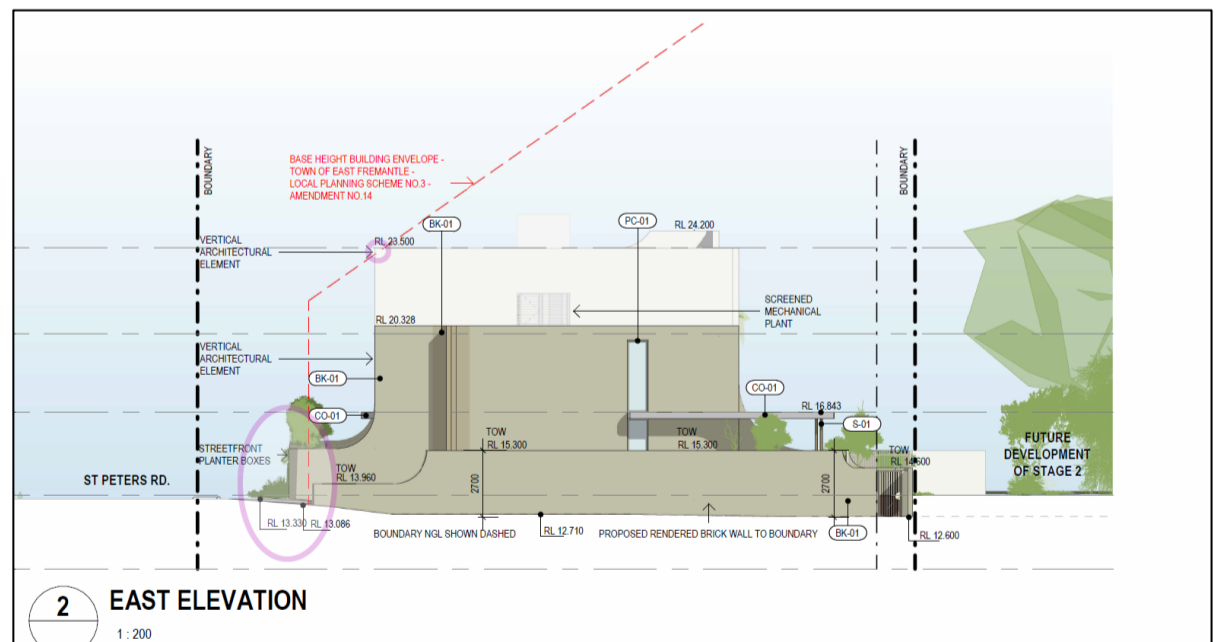 BOUNDARY
BOUNDARY
BASE HEIGHT BUILDING ENVELOPE -
TOWN OF EAST FREMANTLE -
LOCAL PLANNING SCHEME NO.3 -
AMENDMENT NO.14
BK-01
PC-01
RL 24.200
VERTICAL
ARCHITECTURAL
ELEMENT
RL 23.500
SCREENED
MECHANICAL
PLANT
RL 20.328
VERTICAL
ARCHITECTURAL
ELEMENT
BK-01
CO-01
CO-01
RL 16.843
S-01
STREETFRONT
PLANTER BOXES
TOW
RL 15.300
TOW
RL 15.300
TOW
RL 14.600
FUTURE
DEVELOPMENT
OF STAGE 2
ST PETERS RD.
TOW
RL 13.960
2700
2700
RL 13.330
RL 13.086
BOUNDARY NGL SHOWN DASHED
RL 12.710
PROPOSED RENDERED BRICK WALL TO BOUNDARY
BK-01
RL 12.600
2
EAST ELEVATION
1 : 200